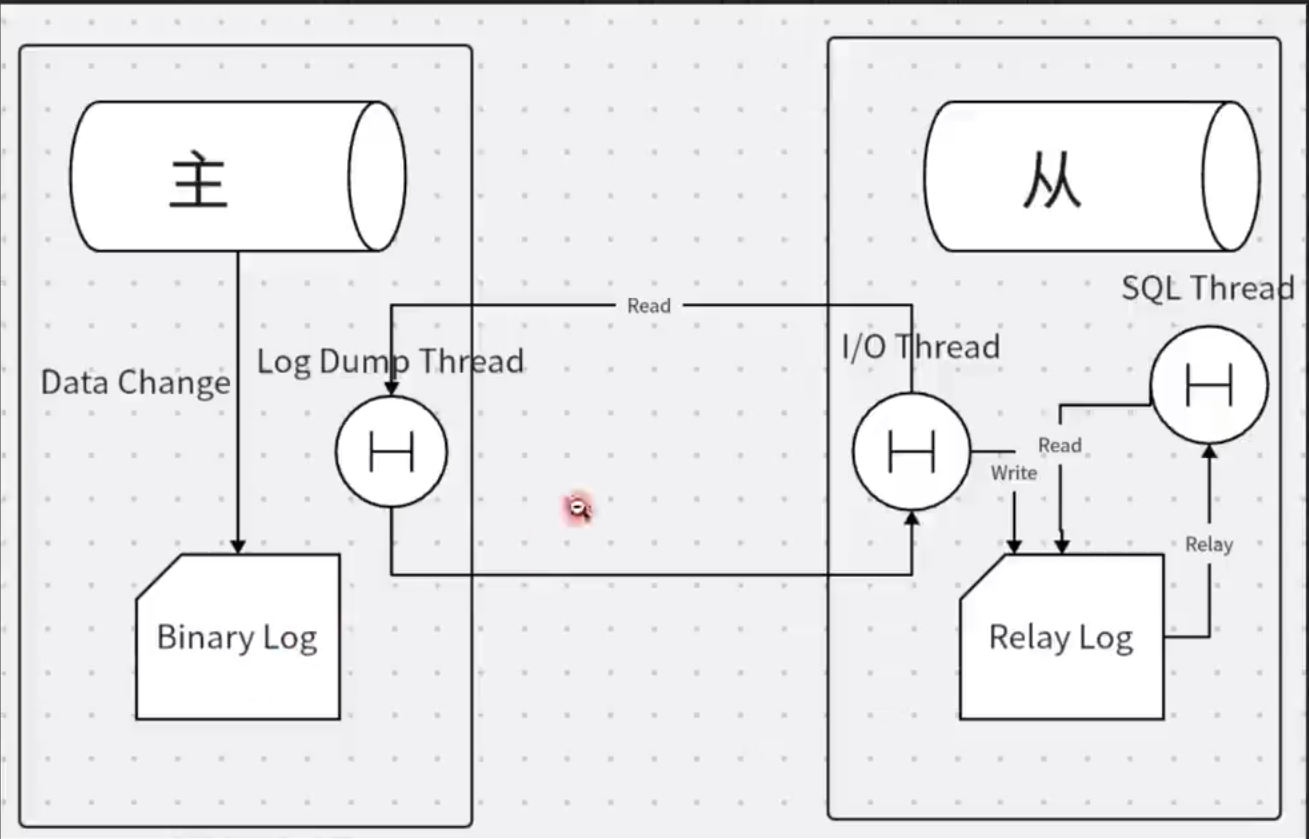 主
Data Change
Log Dump Thread
H
Binary Log
Read
从
SQL Thread
I/O Thread
H
H
Read
Write
Relay
Relay Log